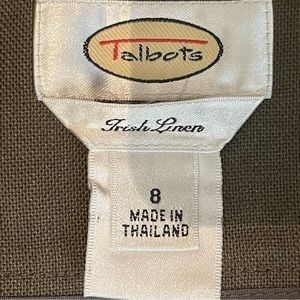 Talbots
Irish Linen
8
MADE IN
THAILAND